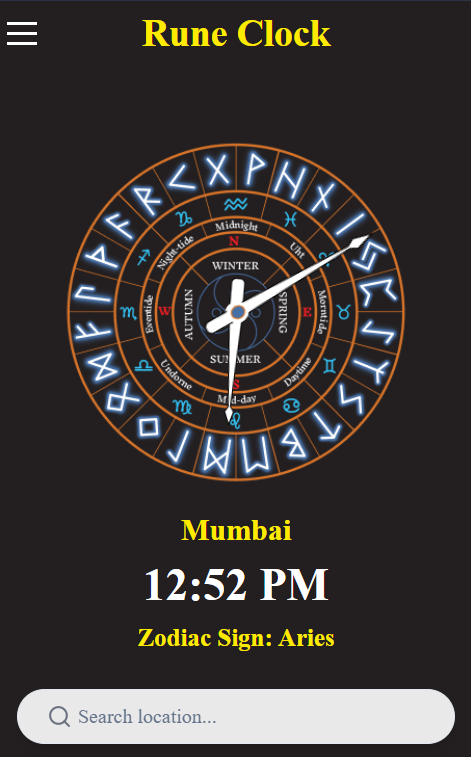 Rune Clock
ᚹ ᚺ ᚾ ᛁ ᛃ ᛈ ᛇ ᛉ ᛊ ᛏ ᛒ ᛖ ᛗ ᛚ ᛜ ᛟ ᛞ ᚠ ᚢ ᚦ ᚨ ᚱ ᚲ ᚷ
♒ ♓ ♈ ♉ ♊ ♋ ♌ ♍ ♎ ♏ ♐ ♑
Midnight
Uht
Morntide
Daytime
Mid-day
Undorne
Eventide
Night-tide
N
E
S
W
WINTER
SPRING
SUMMER
AUTUMN
Mumbai
12:52 PM
Zodiac Sign: Aries
Search location...